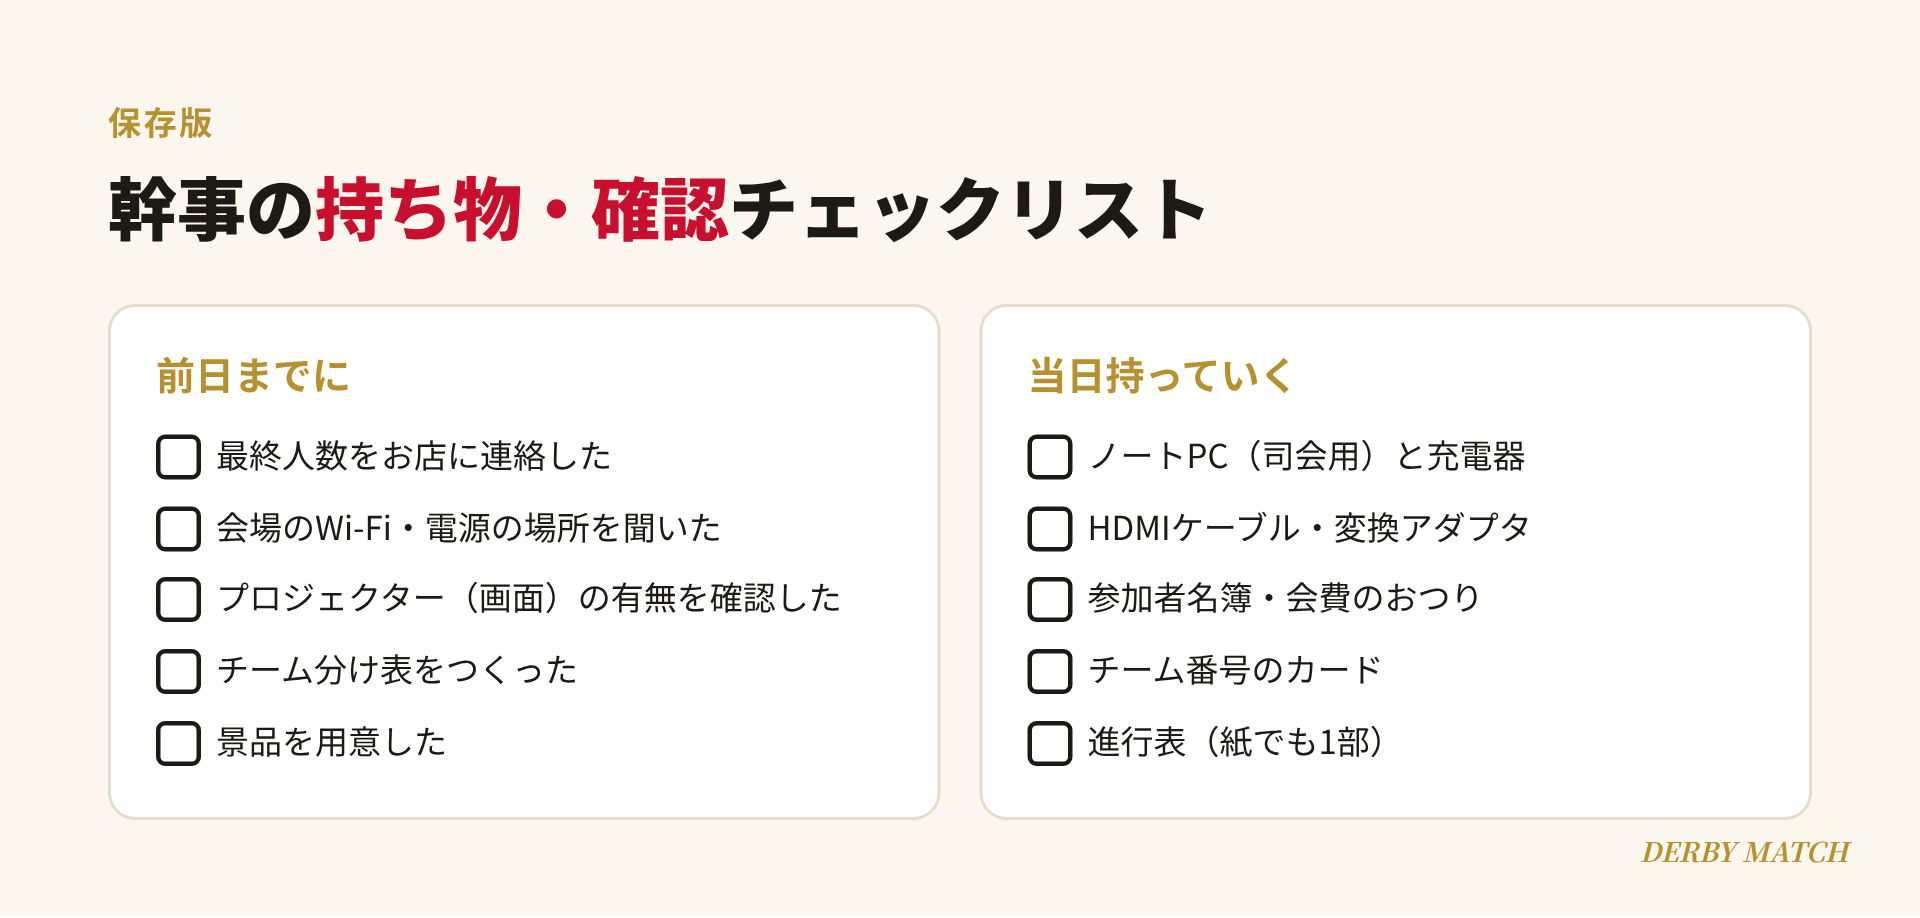 保存版
幹事の持ち物・確認チェックリスト
前日までに
最終人数をお店に連絡した
会場のWi-Fi・電源の場所を聞いた
プロジェクター（画面）の有無を確認した
チーム分け表をつくった
景品を用意した
当日持っていく
ノートPC（司会用）と充電器
HDMIケーブル・変換アダプタ
参加者名簿・会費のおつり
チーム番号のカード
進行表（紙でも1部）
DERBY MATCH